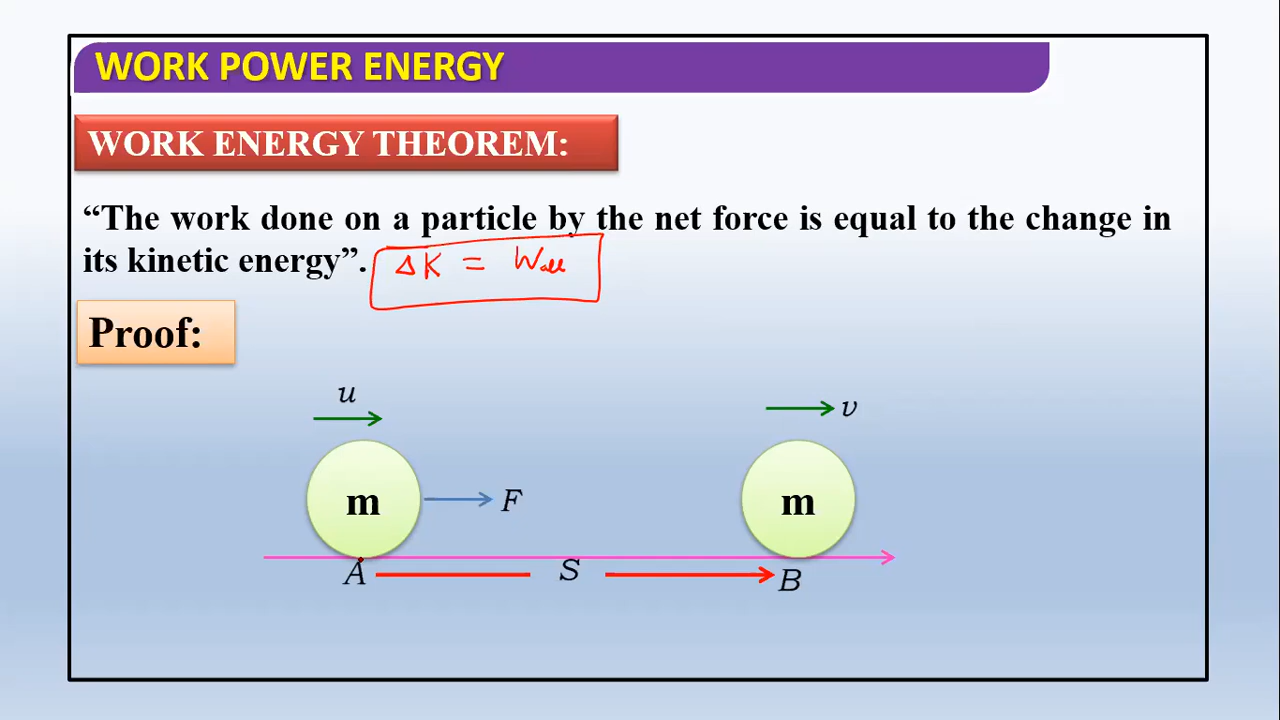 WORK POWER ENERGY
WORK ENERGY THEOREM:
“The work done on a particle by the net force is equal to the change in
its kinetic energy”. ΔK = Wall
Proof:
u
v
m
F
m
A
S
B